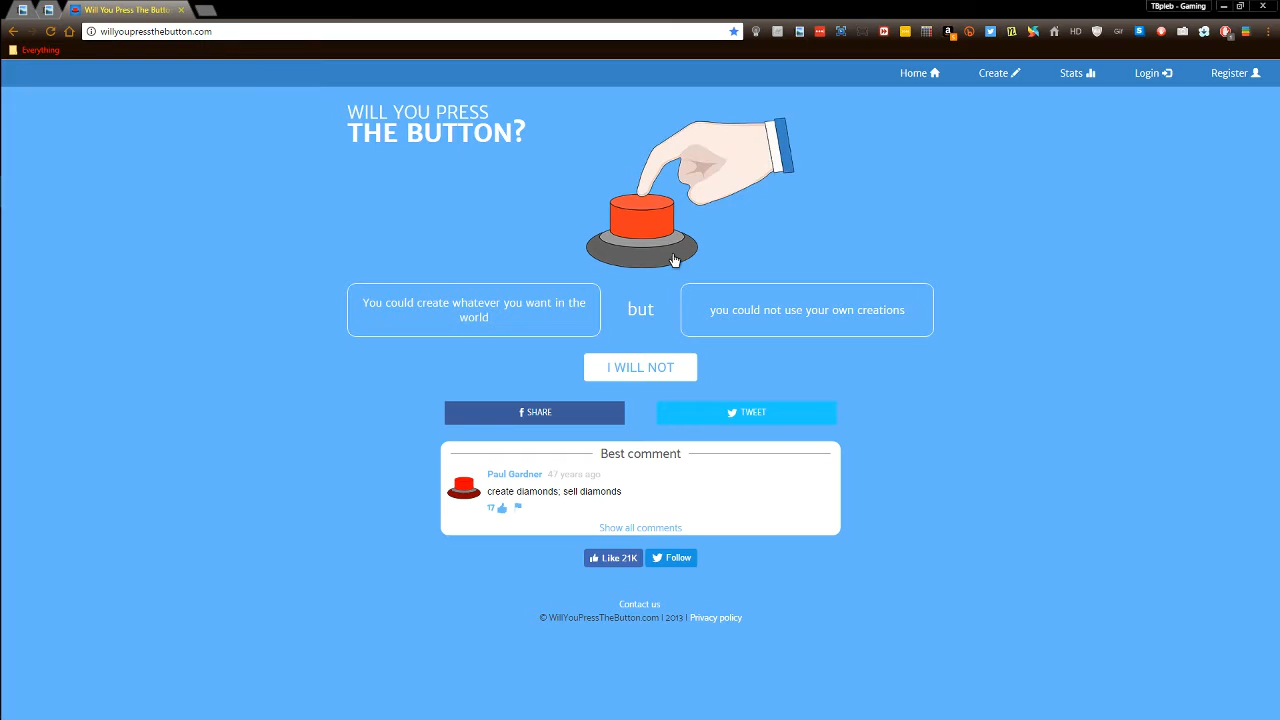 Will You Press The Butto
T8pleb - Gaming
willyoupressthebutton.com
Everything
Home
Create
Stats
Login
Register
WILL YOU PRESS
THE BUTTON?
You could create whatever you want in the
world
but
you could not use your own creations
I WILL NOT
SHARE
TWEET
Best comment
Paul Gardner 47 years ago
create diamonds; sell diamonds
17
Show all comments
Like 21K
Follow
Contact us
© WillYouPressTheButton.com | 2013 | Privacy policy